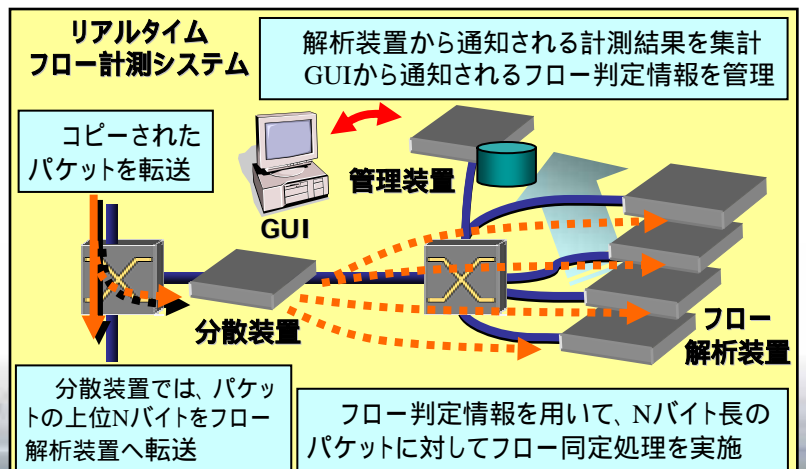 リアルタイム
フロー計測システム
解析装置から通知される計測結果を集計
GUIから通知されるフロー判定情報を管理
コピーされた
パケットを転送
GUI
管理装置
分散装置
フロー
解析装置
分散装置では、パケッ
トの上位Nバイトをフロー
解析装置へ転送
フロー判定情報を用いて、Nバイト長の
パケットに対してフロー同定処理を実施